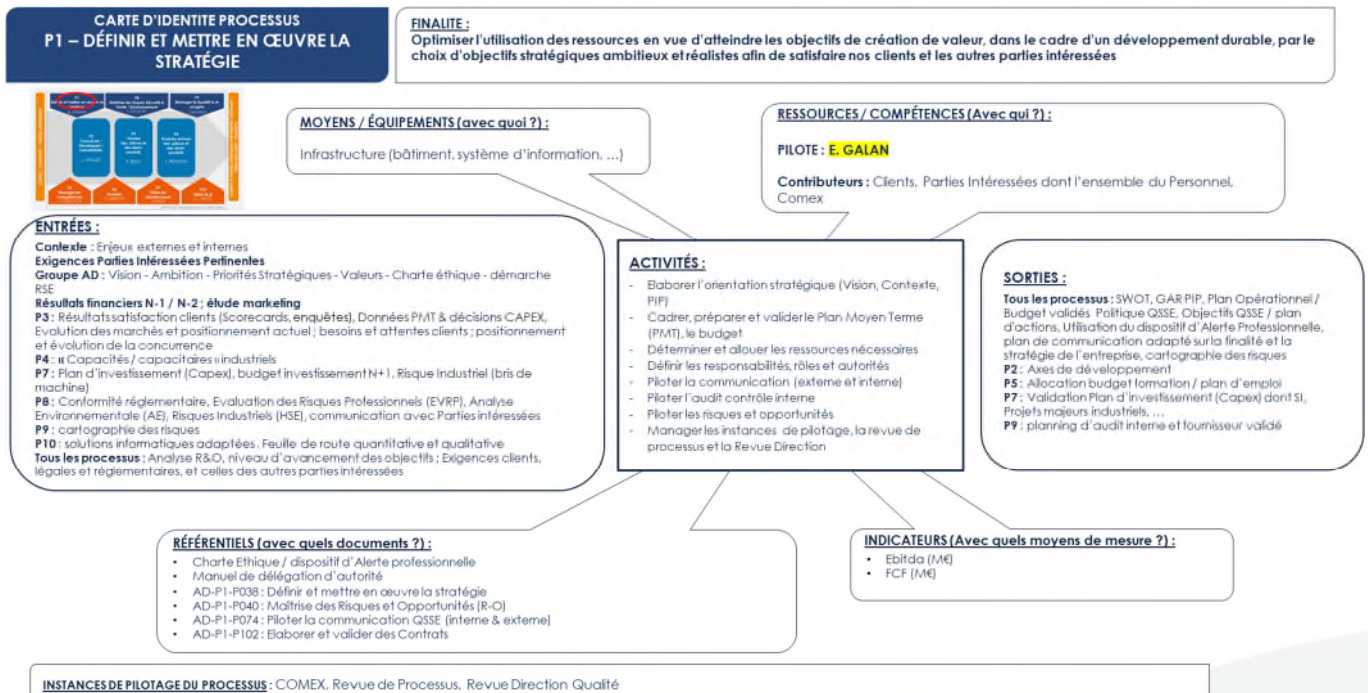 CARTE D'IDENTITE PROCESSUS
P1 – DÉFINIR ET METTRE EN ŒUVRE LA
STRATÉGIE
FINALITE :
Optimiser l'utilisation des ressources en vue d'atteindre les objectifs de création de valeur, dans le cadre d'un développement durable, par le
choix d'objectifs stratégiques ambitieux et réalistes afin de satisfaire nos clients et les autres parties intéressées
MOYENS / ÉQUIPEMENTS (avec quoi ?) :
Infrastructure (bâtiment, système d'information, …)
RESSOURCES / COMPÉTENCES (Avec qui ?) :
PILOTE : E. GALAN
Contributeurs : Clients, Parties Intéressées dont l'ensemble du Personnel,
Comex
ENTRÉES :
Contexte : Enjeux externes et internes
Exigences Parties Intéressées Pertinentes
Groupe AD : Vision - Ambition - Priorités Stratégiques - Valeurs - Charte éthique - démarche
RSE
Résultats financiers N-1 / N-2 ; étude marketing
P3 : Résultats satisfaction clients (Scorecards, enquêtes), Données PMT & décisions CAPEX,
Evolution des marchés et positionnement actuel ; besoins et attentes clients ; positionnement
et évolution de la concurrence
P4 : « Capacités / capacitaires » industriels
P7 : Plan d'investissement (Capex), budget investissement N+1, Risque Industriel (bris de
machine)
P8 : Conformité réglementaire, Evaluation des Risques Professionnels (EVRP), Analyse
Environnementale (AE), Risques Industriels (HSE), communication avec Parties intéressées
P9 : cartographie des risques
P10 : solutions informatiques adaptées, Feuille de route quantitative et qualitative
Tous les processus : Analyse R&O, niveau d'avancement des objectifs ; Exigences clients,
légales et réglementaires, et celles des autres parties intéressées
ACTIVITÉS :
- Elaborer l'orientation stratégique (Vision, Contexte,
PIP)
- Cadrer, préparer et valider le Plan Moyen Terme
(PMT), le budget
- Déterminer et allouer les ressources nécessaires
- Définir les responsabilités, rôles et autorités
- Piloter la communication (externe et interne)
- Piloter l'audit contrôle interne
- Piloter les risques et opportunités
- Manager les instances de pilotage, la revue de
processus et la Revue Direction
SORTIES :
Tous les processus : SWOT, GAR PIP, Plan Opérationnel /
Budget validés Politique QSSE, Objectifs QSSE / plan
d'actions, Utilisation du dispositif d'Alerte Professionnelle,
plan de communication adapté sur la finalité et la
stratégie de l'entreprise, cartographie des risques
P2 : Axes de développement
P5 : Allocation budget formation / plan d'emploi
P7 : Validation Plan d'investissement (Capex) dont SI,
Projets majeurs industriels, …
P9 : planning d'audit interne et fournisseur validé
RÉFÉRENTIELS (avec quels documents ?) :
• Charte Ethique / dispositif d'Alerte professionnelle
• Manuel de délégation d'autorité
• AD-P1-P038 : Définir et mettre en œuvre la stratégie
• AD-P1-P040 : Maîtrise des Risques et Opportunités (R-O)
• AD-P1-P074 : Piloter la communication QSSE (interne & externe)
• AD-P1-P102 : Elaborer et valider des Contrats
INDICATEURS (Avec quels moyens de mesure ?) :
• Ebitda (M€)
• FCF (M€)
INSTANCES DE PILOTAGE DU PROCESSUS : COMEX, Revue de Processus, Revue Direction Qualité